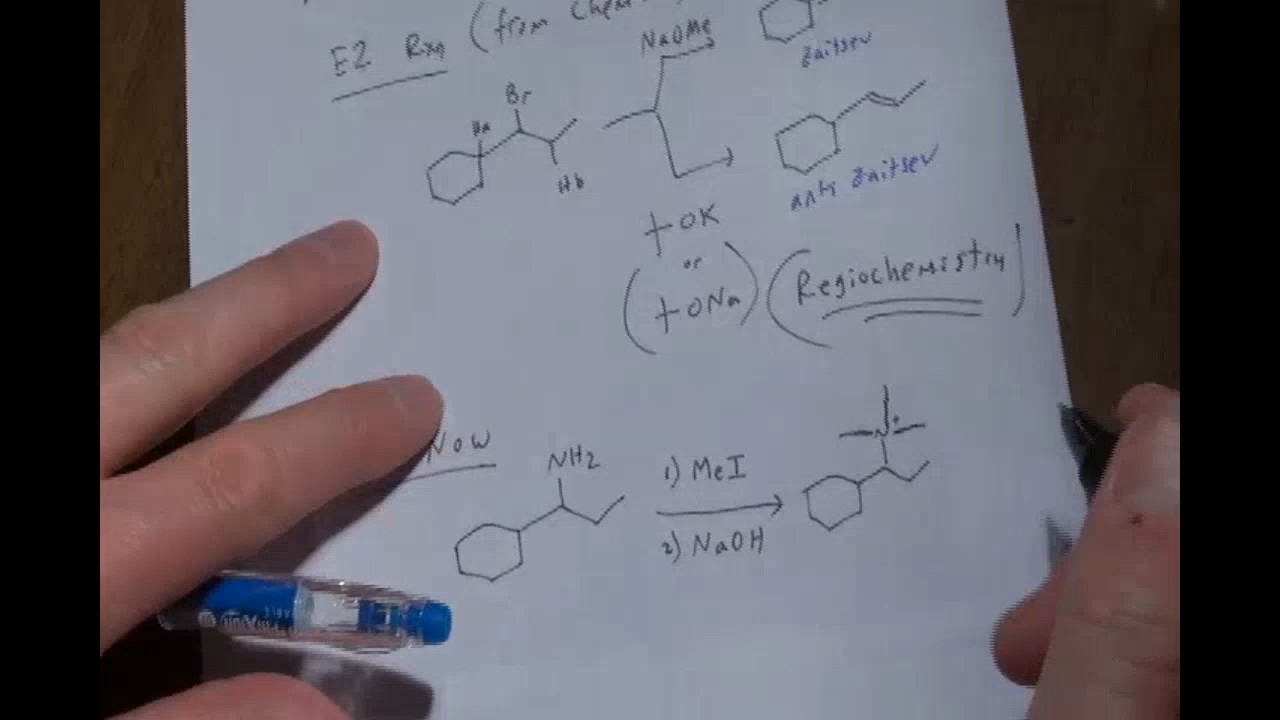 E2 Rxn (from Chem
NaOMe
Zaitsev
Br
Ha
Hb
anti Zaitsev
+OK
or
(+ONa)
(Regiochemistry)
NOW
NH2
1) MeI
2) NaOH
N+